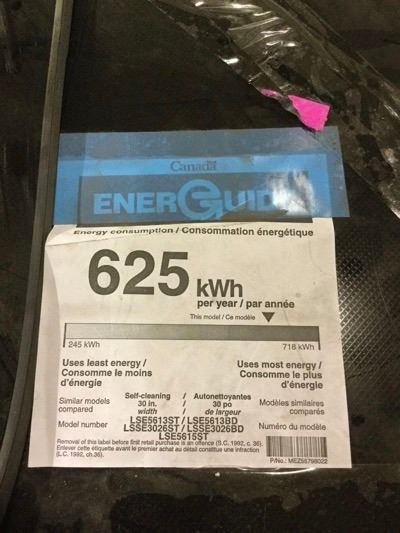 Canada
ENERGUIDE
Energy consumption / Consommation énergétique
625 kWh
per year / par année
This model / Ce modèle
245 kWh 718 kWh
Uses least energy / Uses most energy /
Consomme le moins Consomme le plus
d'énergie d'énergie
Similar models Self-cleaning / Autonettoyantes Modèles similaires
compared 30 in. / 30 po comparés
width / de largeur
Model number LSE5613ST / LSE5613BD Numéro du modèle
LSSE3026ST / LSSE3026BD
LSE5615ST
Removal of this label before first retail purchase is an offence (S.C. 1992, c. 36).
Enlever cette étiquette avant le premier achat au détail constitue une infraction
(L.C. 1992, ch.36).
P/No.: MEZ55798022